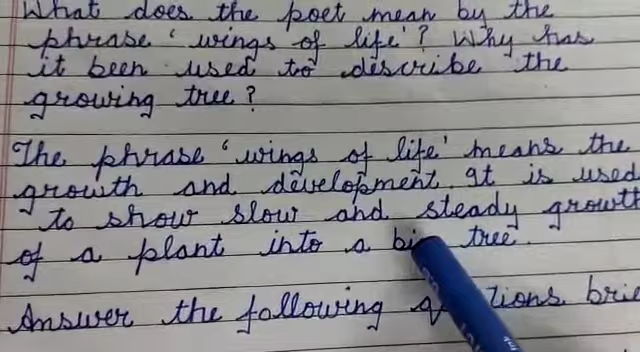 What does the poet mean by the
phrase 'wings of life'? Why has
it been used to describe the
growing tree?
The phrase 'wings of life' means the
growth and development. It is used
to show slow and steady growth
of a plant into a tree.
Answer the following